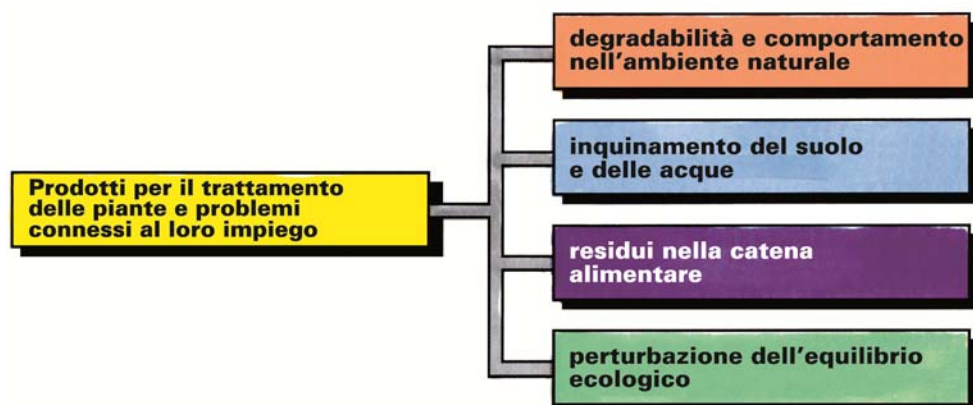 Prodotti per il trattamento
delle piante e problemi
connessi al loro impiego
degradabilità e comportamento
nell'ambiente naturale
inquinamento del suolo
e delle acque
residui nella catena
alimentare
perturbazione dell'equilibrio
ecologico